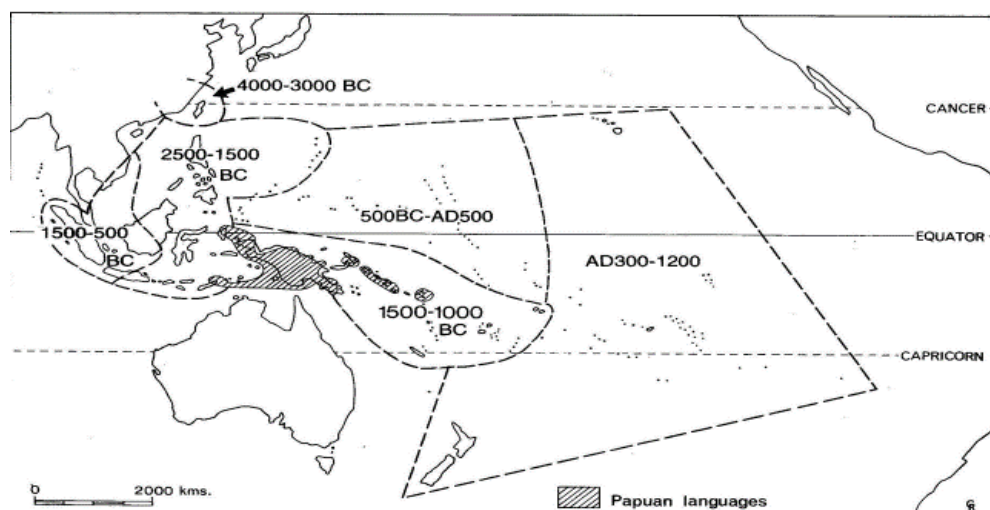 4000-3000 BC
CANCER
2500-1500
BC
500BC-AD500
1500-500
BC
EQUATOR
AD300-1200
1500-1000
BC
CAPRICORN
0 2000 kms.
Papuan languages